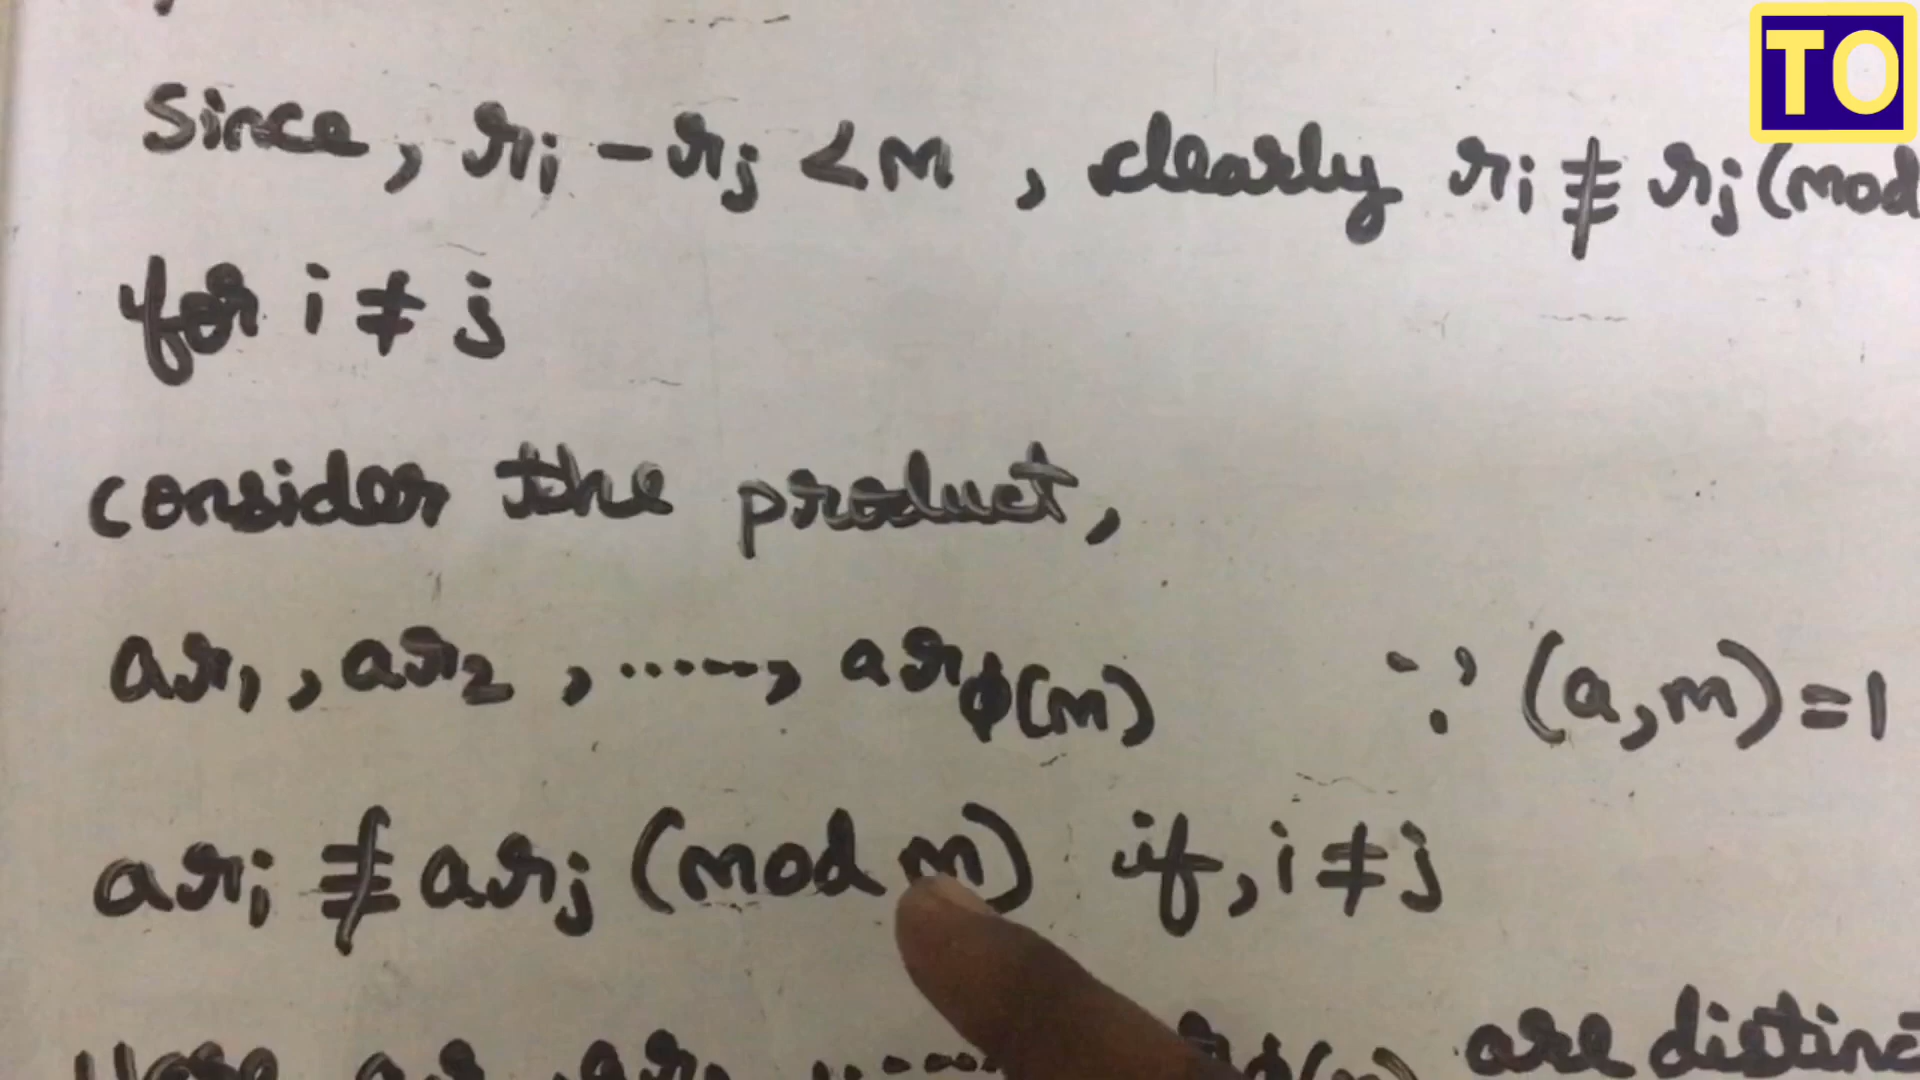 TO
Since, ri - rj < m, clearly ri ≢ rj (mod
for i ≠ j
consider the product,
ar1, ar2, ......, arϕ(m) ∵ (a,m)=1
ari ≢ arj (mod m) if, i ≠ j
are distinc